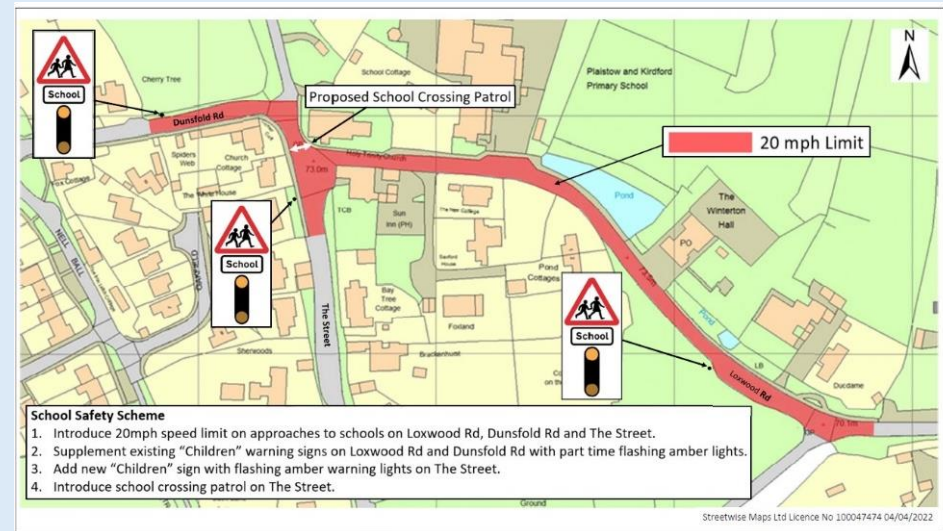 N
Cherry Tree
School Cottage
Plaistow and Kirdford
Primary School
School
Proposed School Crossing Patrol
Dunsfold Rd
20 mph Limit
Holy Trinity Church
Spiders
Web
Church
Cottage
Fox Cottage
The White House
73.0m
TCB
Sun
Inn (PH)
Pond
The
Winterton
Hall
PO
School
Pond
Cottages
NELL
BALL
Bay
Tree
Cottage
The Street
Foxland
School
Pond
Sherwoods
Brackenhurst
LB
Loxwood Rd
Ducdame
70.1m
School Safety Scheme
1. Introduce 20mph speed limit on approaches to schools on Loxwood Rd, Dunsfold Rd and The Street.
2. Supplement existing “Children” warning signs on Loxwood Rd and Dunsfold Rd with part time flashing amber lights.
3. Add new “Children” sign with flashing amber warning lights on The Street.
4. Introduce school crossing patrol on The Street.
Ground
Streetwise Maps Ltd Licence No 100047474 04/04/2022